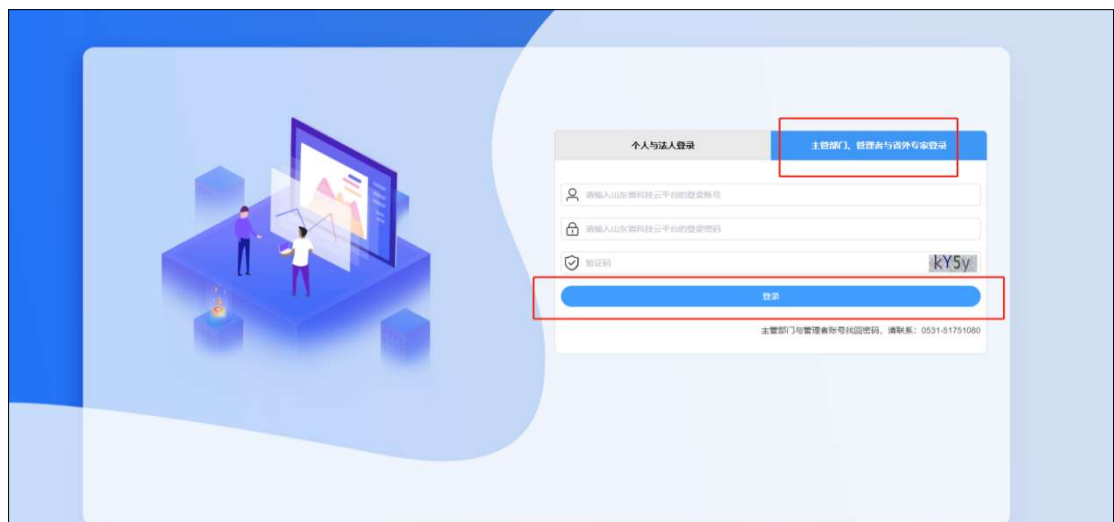 个人与法人登录
主管部门、管理者与省外专家登录
请输入山东省科技云平台的登录账号
请输入山东省科技云平台的登录密码
验证码
kY5y
登录
主管部门与管理者账号找回密码，请联系：0531-51751080